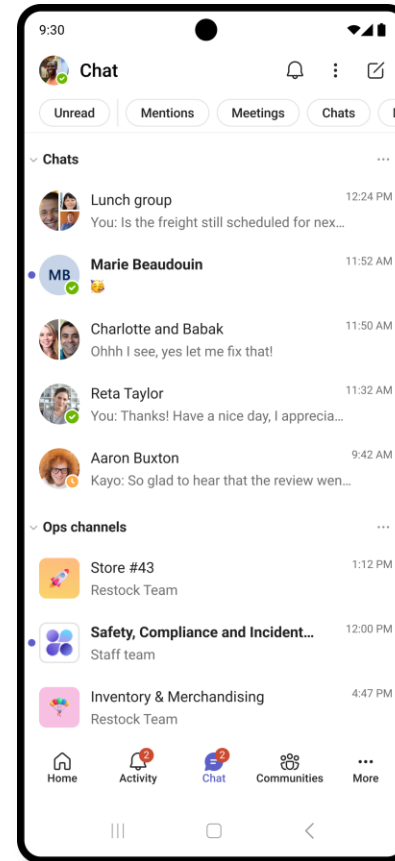 9:30
Chat
Unread
Mentions
Meetings
Chats
Chats
Lunch group
12:24 PM
You: Is the freight still scheduled for nex...
MB
Marie Beaudouin
11:52 AM
🥳
Charlotte and Babak
11:50 AM
Ohhh I see, yes let me fix that!
Reta Taylor
11:32 AM
You: Thanks! Have a nice day, I apprecia...
Aaron Buxton
9:42 AM
Kayo: So glad to hear that the review wen...
Ops channels
Store #43
1:12 PM
Restock Team
Safety, Compliance and Incident...
12:00 PM
Staff team
Inventory & Merchandising
4:47 PM
Restock Team
2
2
Home
Activity
Chat
Communities
More